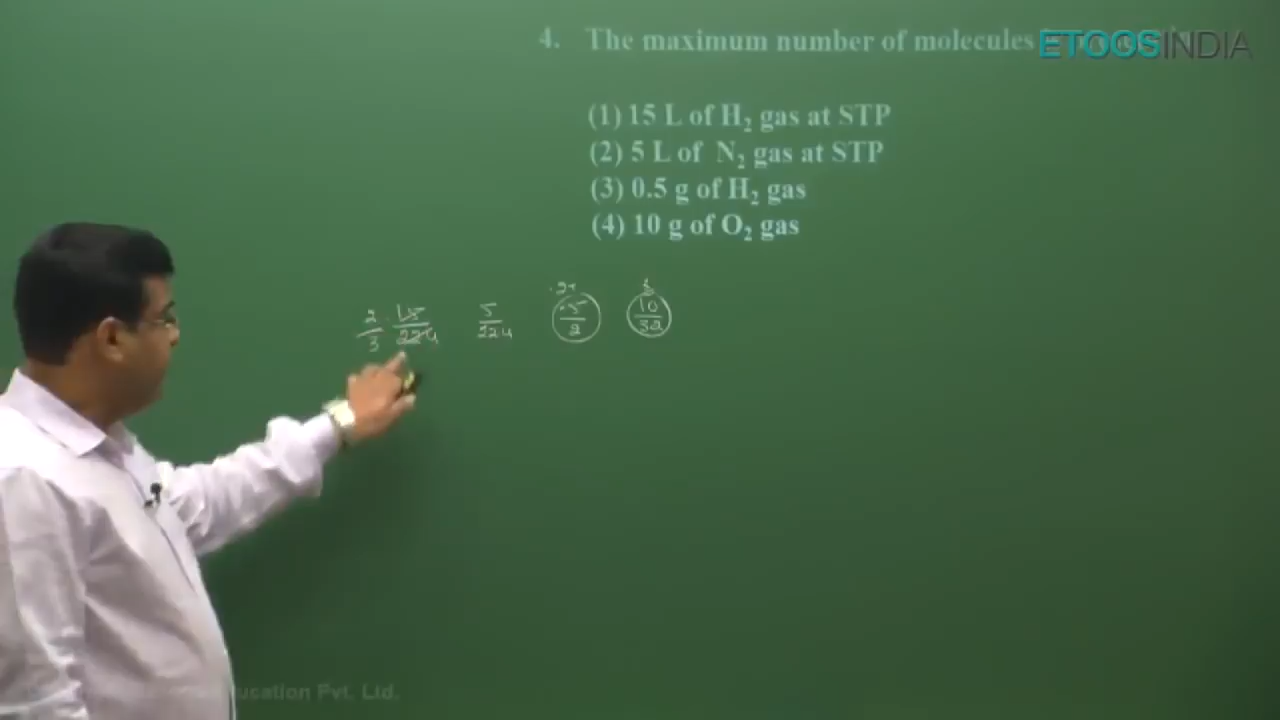 4. The maximum number of molecules
ETOOSINDIA
(1) 15 L of H₂ gas at STP
(2) 5 L of N₂ gas at STP
(3) 0.5 g of H₂ gas
(4) 10 g of O₂ gas
2/3 15/22.4 5/22.4 .5/2 10/32
Pvt. Ltd.